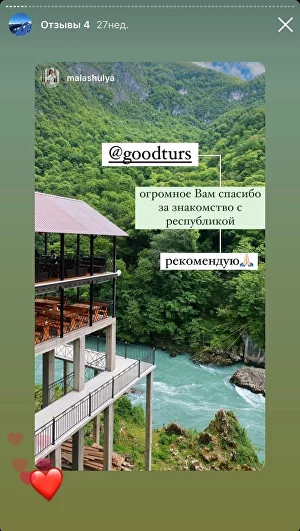 Отзывы 4 27нед.
malashulya
@goodturs
огромное Вам спасибо
за знакомство с
республикой
рекомендую🙏🏻